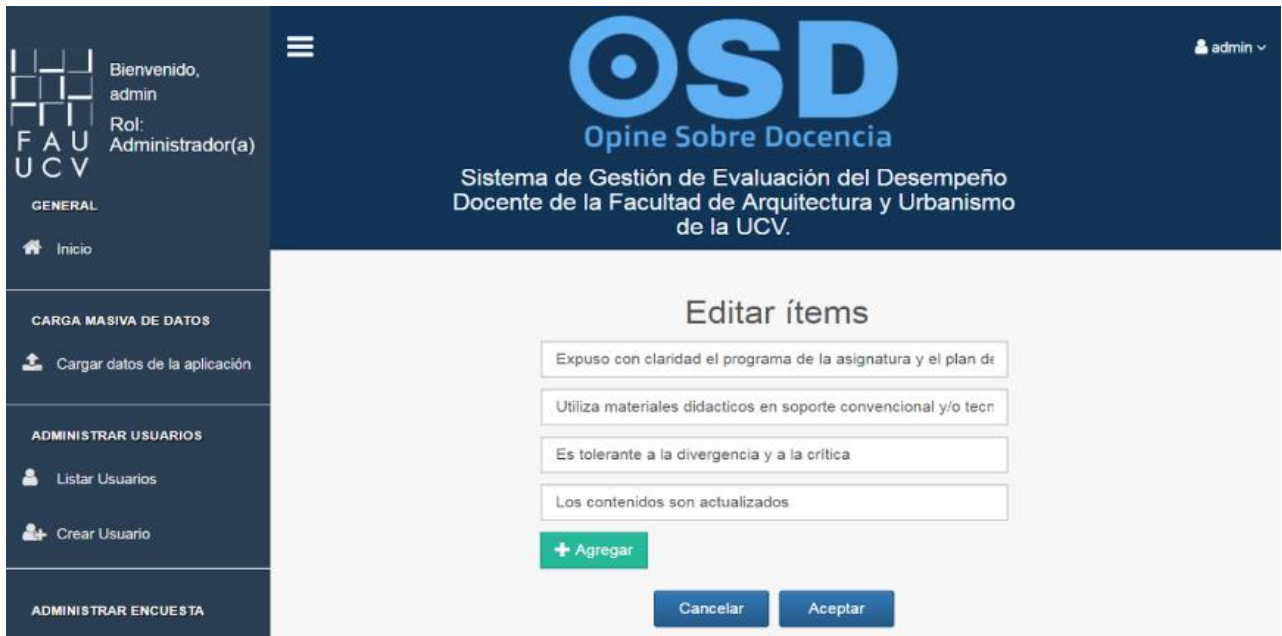 Bienvenido,
admin
Rol:
Administrador(a)
FAU
UCV
GENERAL
Inicio
CARGA MASIVA DE DATOS
Cargar datos de la aplicación
ADMINISTRAR USUARIOS
Listar Usuarios
Crear Usuario
ADMINISTRAR ENCUESTA
admin
OSD
Opine Sobre Docencia
Sistema de Gestión de Evaluación del Desempeño
Docente de la Facultad de Arquitectura y Urbanismo
de la UCV.
Editar ítems
Expuso con claridad el programa de la asignatura y el plan de
Utiliza materiales didacticos en soporte convencional y/o tecn
Es tolerante a la divergencia y a la crítica
Los contenidos son actualizados
+ Agregar
Cancelar
Aceptar